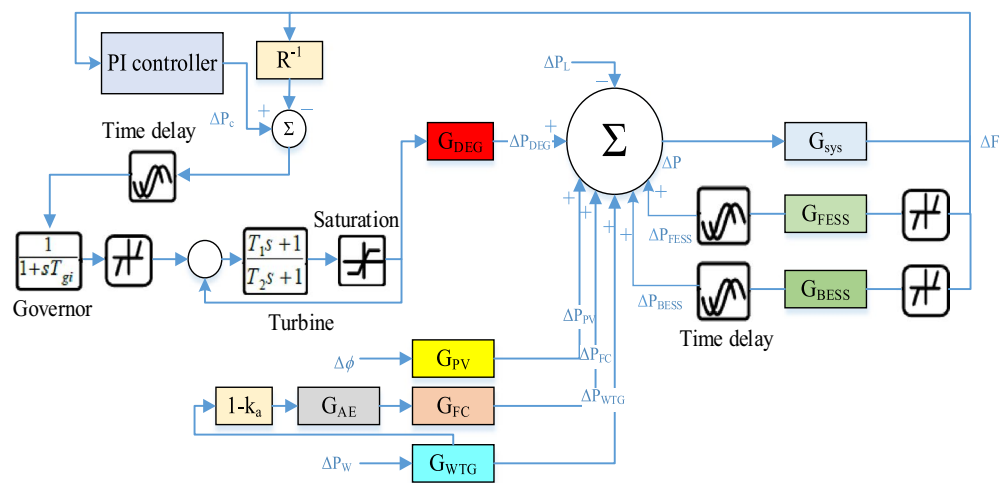 PI controller
R⁻¹
ΔP_L
−
ΔP_c
+
−
Σ
Time delay
G_DEG
ΔP_DEG
+
Σ
ΔP
G_sys
ΔF
Saturation
1
1+sT_gi
Governor
T₁s+1
T₂s+1
Turbine
+
+
+
+
+
ΔP_FESS
G_FESS
ΔP_BESS
G_BESS
Time delay
ΔP_PV
Δϕ
G_PV
ΔP_FC
1-k_a
G_AE
G_FC
ΔP_WTG
ΔP_W
G_WTG